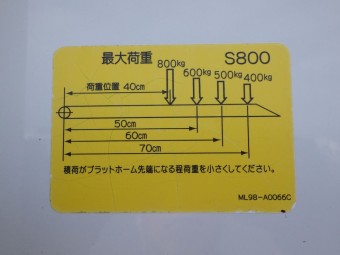 最大荷重 S800
800kg
600kg
500kg
400kg
荷重位置 40cm
50cm
60cm
70cm
積荷がプラットホーム先端になる程荷重を小さくしてください。
ML98-A0066C